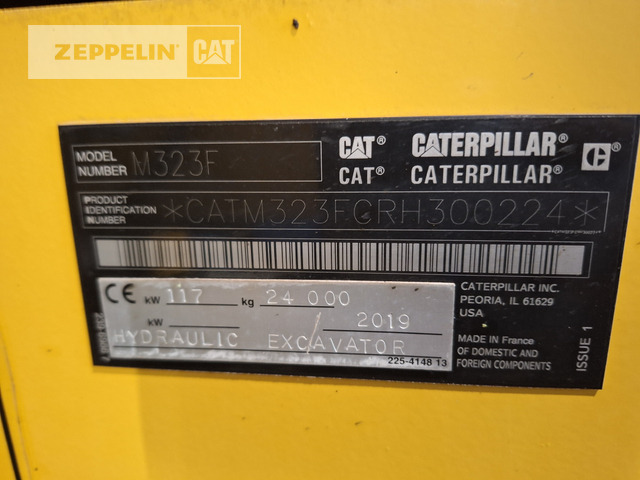 ZEPPELIN CAT
MODEL NUMBER M323F
CAT® CATERPILLAR®
CAT® CATERPILLAR®
PRODUCT IDENTIFICATION NUMBER *CATM323FCRH300224*
CE kW 117 kg 24 000
kW / 2019
HYDRAULIC EXCAVATOR
225-4148 13
CATERPILLAR INC.
PEORIA, IL 61629
USA
MADE IN France
OF DOMESTIC AND
FOREIGN COMPONENTS
ISSUE 1